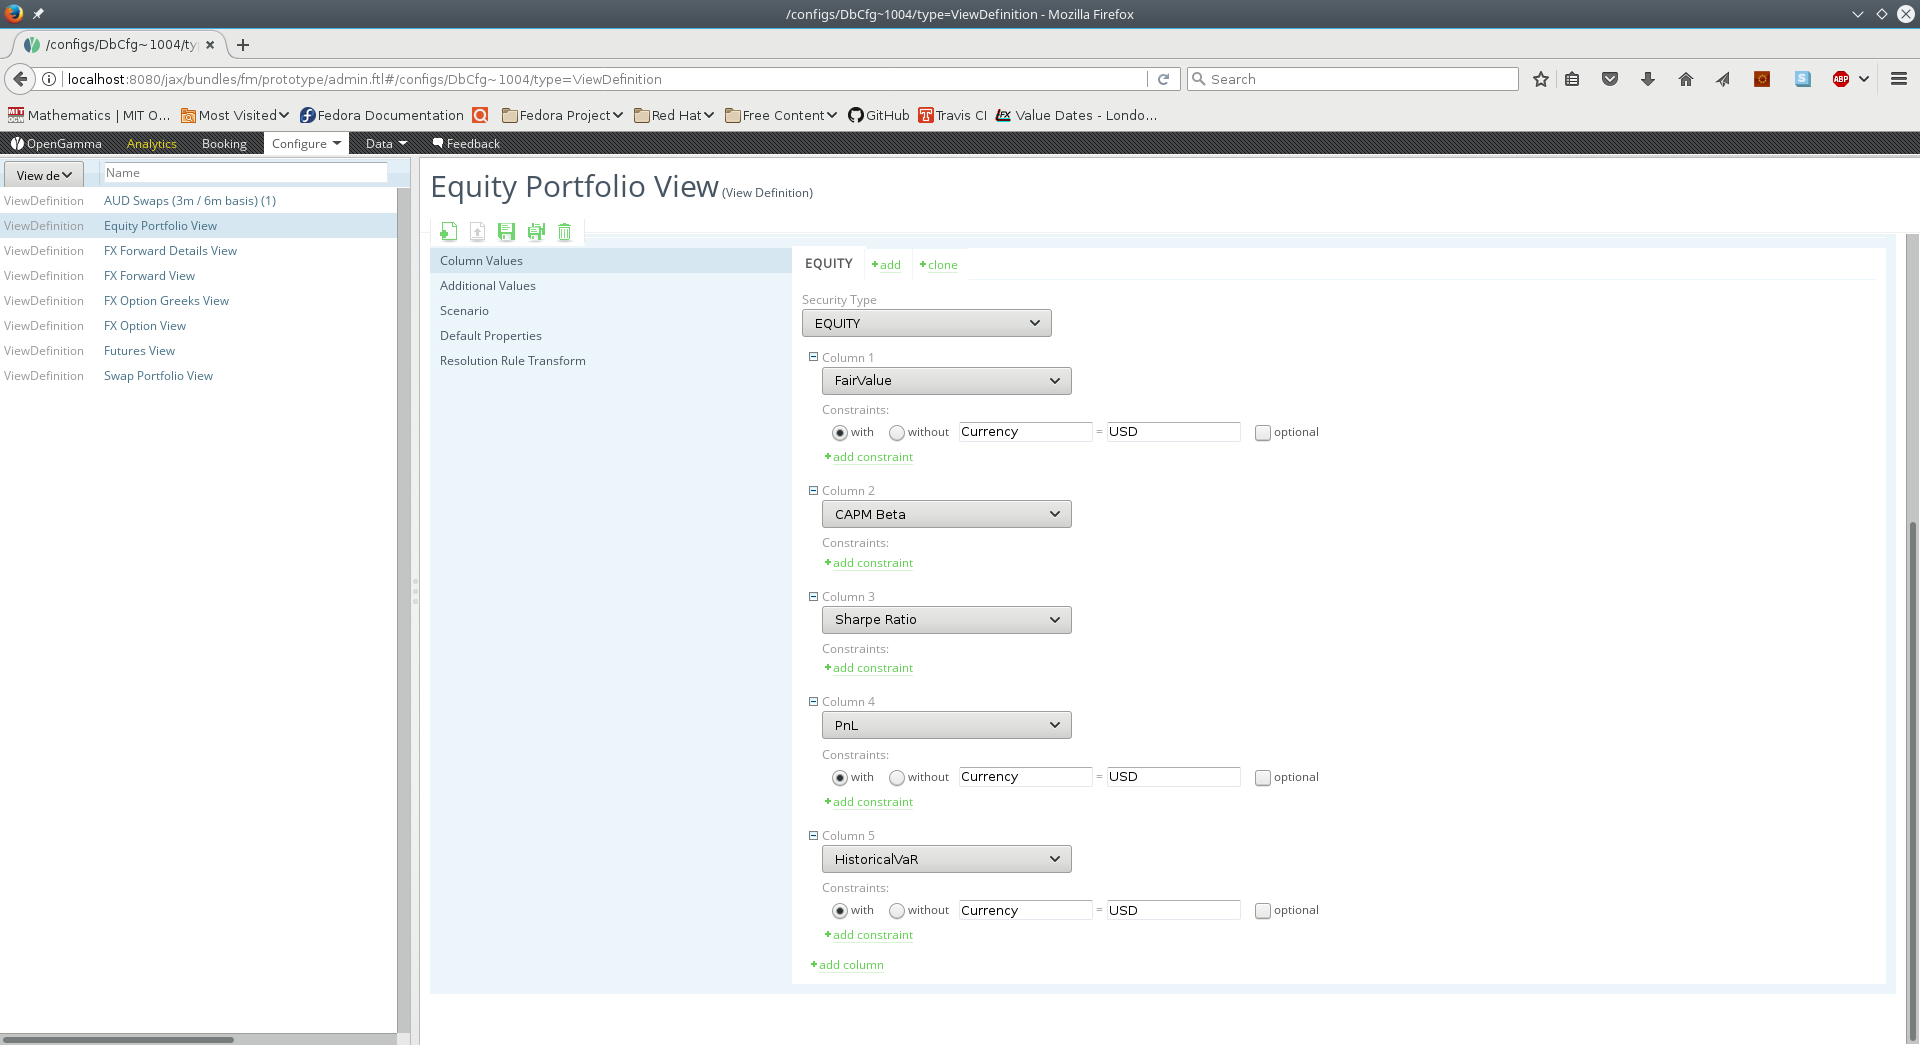 /configs/DbCfg~1004/type=ViewDefinition - Mozilla Firefox
/configs/DbCfg~1004/ty
localhost:8080/jax/bundles/fm/prototype/admin.ftl#/configs/DbCfg~1004/type=ViewDefinition
Search
S
ABP
MIT OCW Mathematics | MIT O... Most Visited Fedora Documentation Fedora Project Red Hat Free Content GitHub Travis CI Value Dates - Londo...
OpenGamma Analytics Booking Configure Data Feedback
View de Name
ViewDefinition AUD Swaps (3m / 6m basis) (1)
ViewDefinition Equity Portfolio View
ViewDefinition FX Forward Details View
ViewDefinition FX Forward View
ViewDefinition FX Option Greeks View
ViewDefinition FX Option View
ViewDefinition Futures View
ViewDefinition Swap Portfolio View
Equity Portfolio View (View Definition)
Column Values
Additional Values
Scenario
Default Properties
Resolution Rule Transform
EQUITY +add +clone
Security Type
EQUITY
Column 1
FairValue
Constraints:
with without Currency = USD optional
+add constraint
Column 2
CAPM Beta
Constraints:
+add constraint
Column 3
Sharpe Ratio
Constraints:
+add constraint
Column 4
PnL
Constraints:
with without Currency = USD optional
+add constraint
Column 5
HistoricalVaR
Constraints:
with without Currency = USD optional
+add constraint
+add column